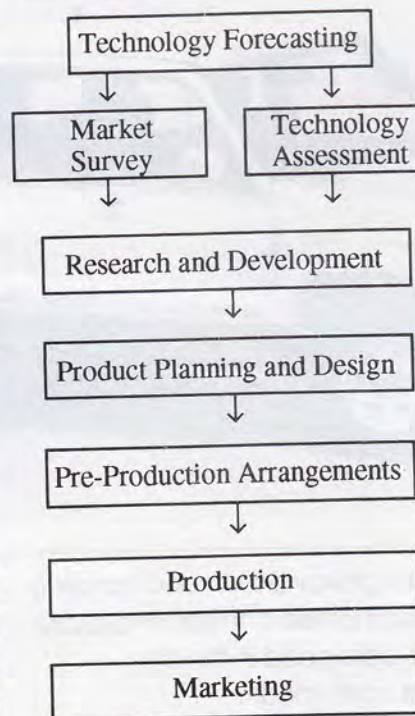 Technology Forecasting
Market
Survey
Technology
Assessment
Research and Development
Product Planning and Design
Pre-Production Arrangements
Production
Marketing